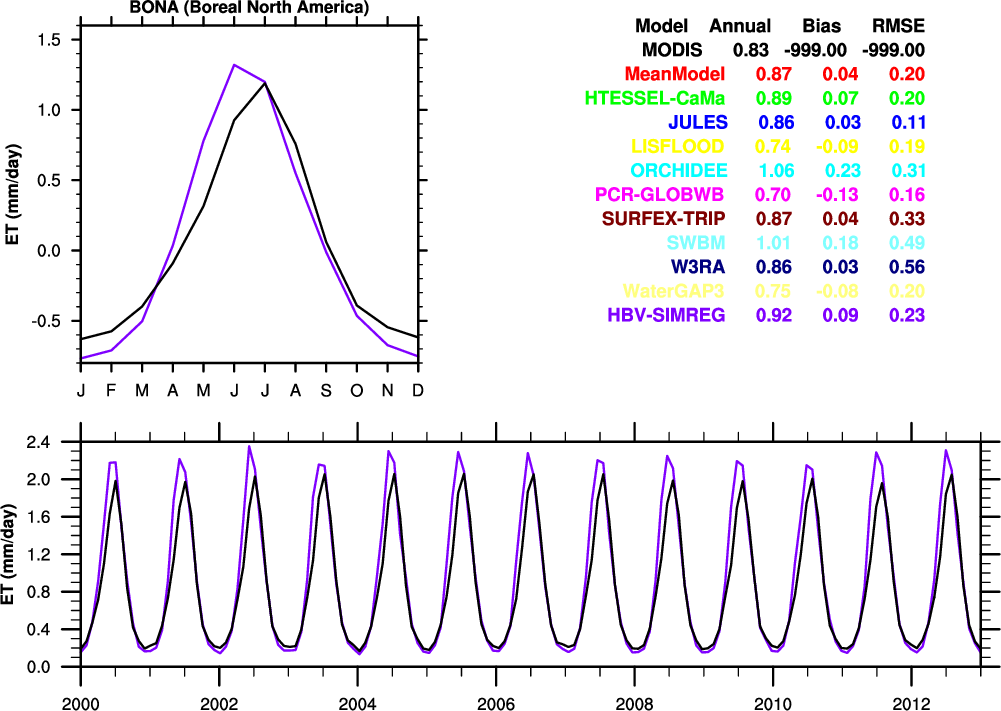 BONA (Boreal North America)
Model Annual Bias RMSE
MODIS 0.83 -999.00 -999.00
MeanModel 0.87 0.04 0.20
HTESSEL-CaMa 0.89 0.07 0.20
JULES 0.86 0.03 0.11
LISFLOOD 0.74 -0.09 0.19
ORCHIDEE 1.06 0.23 0.31
PCR-GLOBWB 0.70 -0.13 0.16
SURFEX-TRIP 0.87 0.04 0.33
SWBM 1.01 0.18 0.49
W3RA 0.86 0.03 0.56
WaterGAP3 0.75 -0.08 0.20
HBV-SIMREG 0.92 0.09 0.23
ET (mm/day)
1.5
1.0
0.5
0.0
-0.5
J F M A M J J A S O N D
ET (mm/day)
2.4
2.0
1.6
1.2
0.8
0.4
0.0
2000 2002 2004 2006 2008 2010 2012